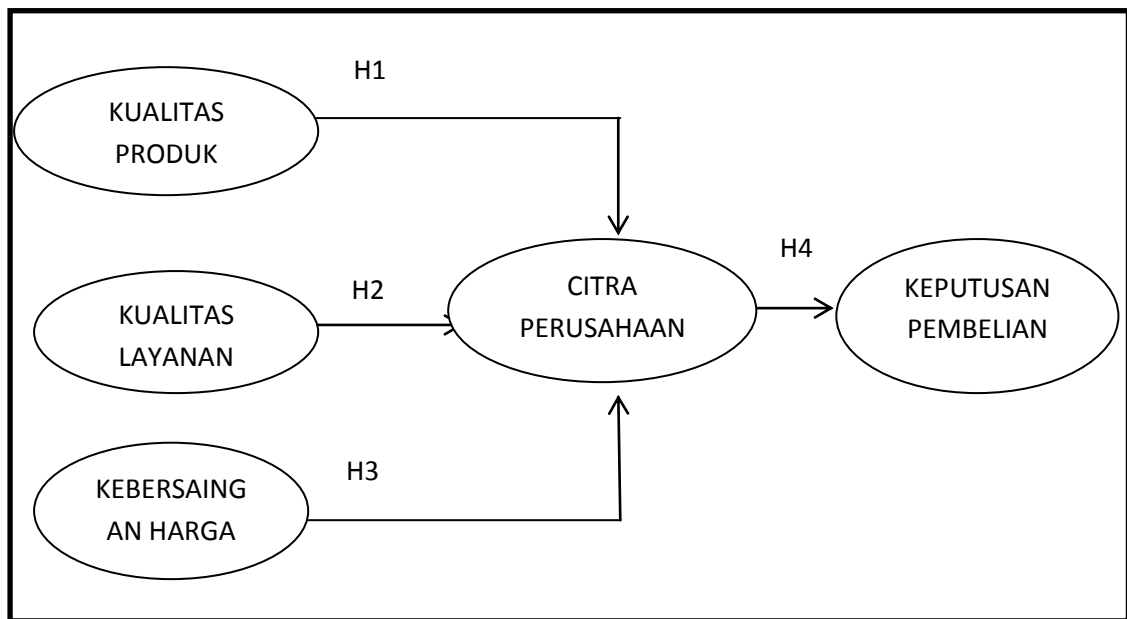 H1
KUALITAS
PRODUK
H2
KUALITAS
LAYANAN
H3
KEBERSAING
AN HARGA
CITRA
PERUSAHAAN
H4
KEPUTUSAN
PEMBELIAN